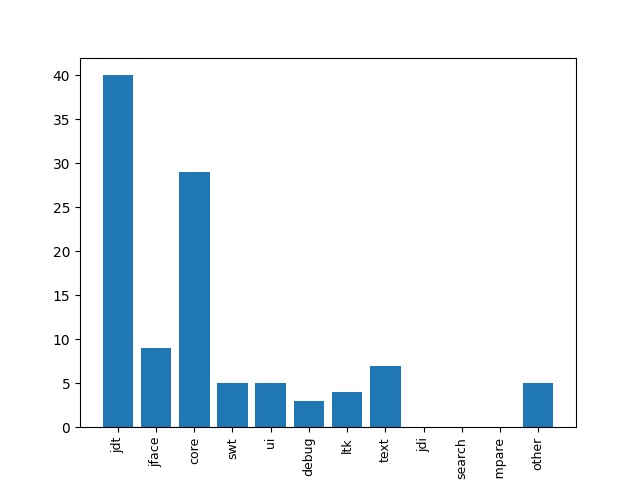 40
35
30
25
20
15
10
5
0
jdt
jface
core
swt
ui
debug
ltk
text
jdi
search
mpare
other